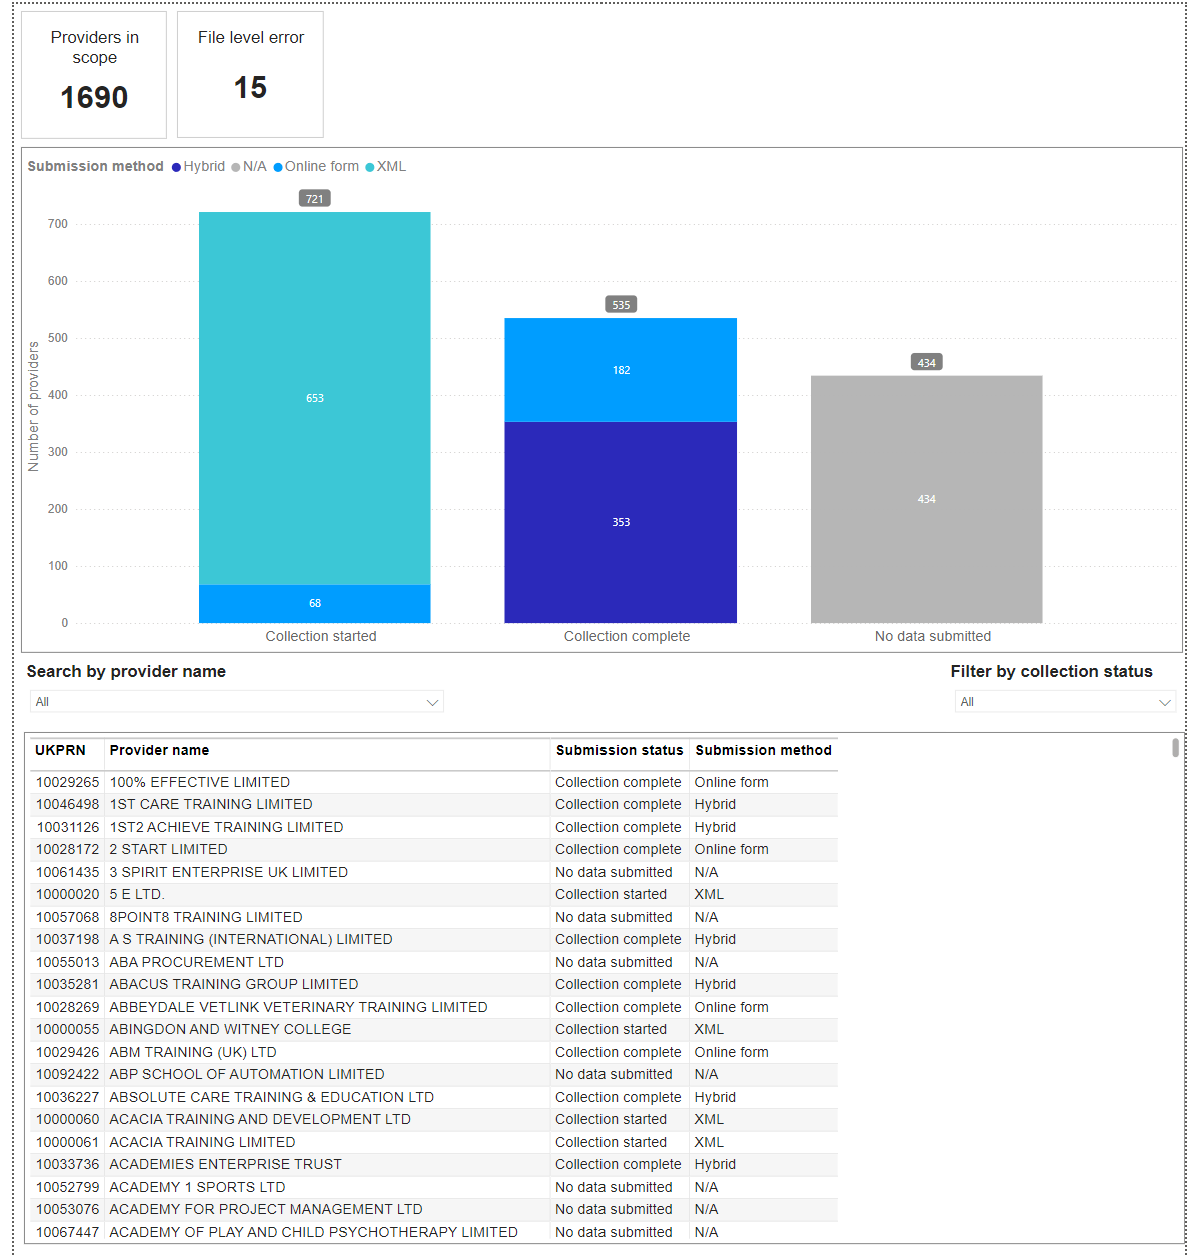 Providers in
scope
1690
File level error
15
Submission method Hybrid N/A Online form XML
Number of providers
700
600
500
400
300
200
100
0
721
653
68
535
182
353
434
434
Collection started
Collection complete
No data submitted
Search by provider name
All
Filter by collection status
All
UKPRN Provider name Submission status Submission method
10029265 100% EFFECTIVE LIMITED Collection complete Online form
10046498 1ST CARE TRAINING LIMITED Collection complete Hybrid
10031126 1ST2 ACHIEVE TRAINING LIMITED Collection complete Hybrid
10028172 2 START LIMITED Collection complete Online form
10061435 3 SPIRIT ENTERPRISE UK LIMITED No data submitted N/A
10000020 5 E LTD. Collection started XML
10057068 8POINT8 TRAINING LIMITED No data submitted N/A
10037198 A S TRAINING (INTERNATIONAL) LIMITED Collection complete Hybrid
10055013 ABA PROCUREMENT LTD No data submitted N/A
10035281 ABACUS TRAINING GROUP LIMITED Collection complete Hybrid
10028269 ABBEYDALE VETLINK VETERINARY TRAINING LIMITED Collection complete Online form
10000055 ABINGDON AND WITNEY COLLEGE Collection started XML
10029426 ABM TRAINING (UK) LTD Collection complete Online form
10092422 ABP SCHOOL OF AUTOMATION LIMITED No data submitted N/A
10036227 ABSOLUTE CARE TRAINING & EDUCATION LTD Collection complete Hybrid
10000060 ACACIA TRAINING AND DEVELOPMENT LTD Collection started XML
10000061 ACACIA TRAINING LIMITED Collection started XML
10033736 ACADEMIES ENTERPRISE TRUST Collection complete Hybrid
10052799 ACADEMY 1 SPORTS LTD No data submitted N/A
10053076 ACADEMY FOR PROJECT MANAGEMENT LTD No data submitted N/A
10067447 ACADEMY OF PLAY AND CHILD PSYCHOTHERAPY LIMITED No data submitted N/A